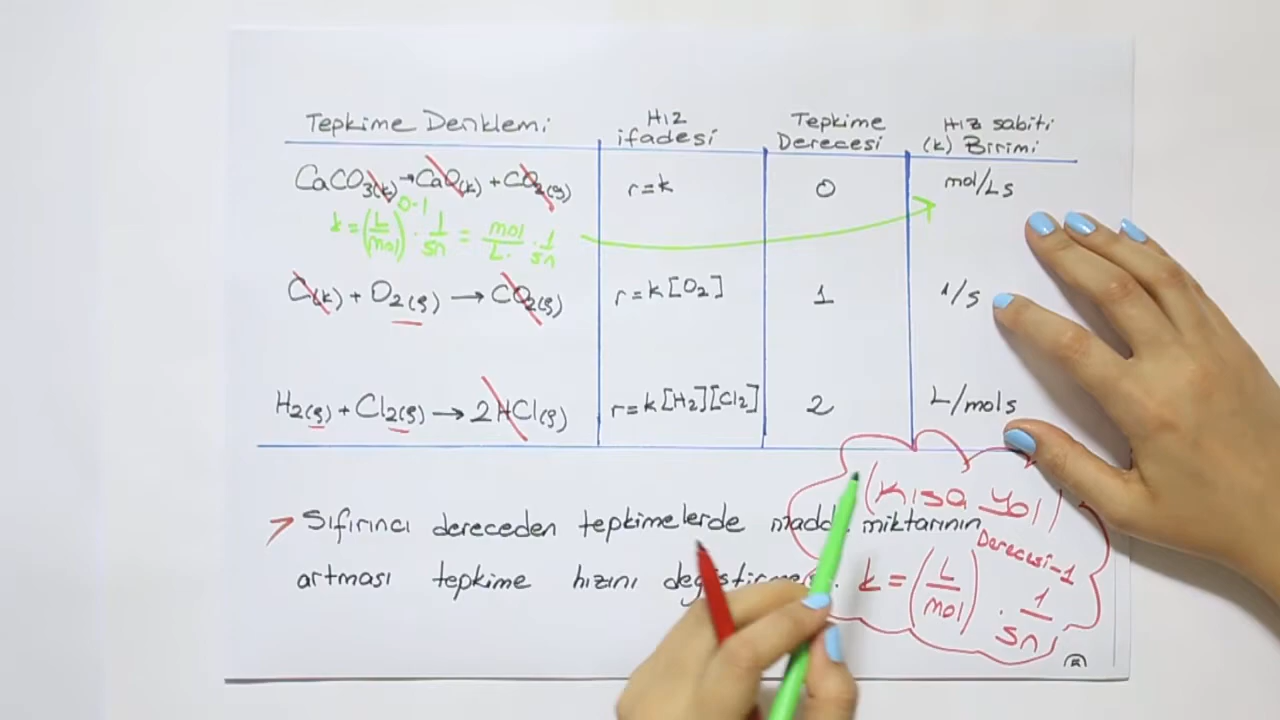 Tepkime Denklemi Hız ifadesi Tepkime Derecesi Hız sabiti (k) Birimi
CaCO₃(k) → CaO(k) + CO₂(g) r=k 0 mol/Ls
k = (L/mol)⁰⁻¹ · 1/sn = mol/L · 1/sn
C(k) + O₂(g) → CO₂(g) r=k[O₂] 1 1/s
H₂(g) + Cl₂(g) → 2HCl(g) r=k[H₂][Cl₂] 2 L/mols
(Kısa yol)
Sıfırıncı dereceden tepkimelerde miktarının
artması tepkime hızını
k = (L/mol)Derecesi-1 · 1/sn